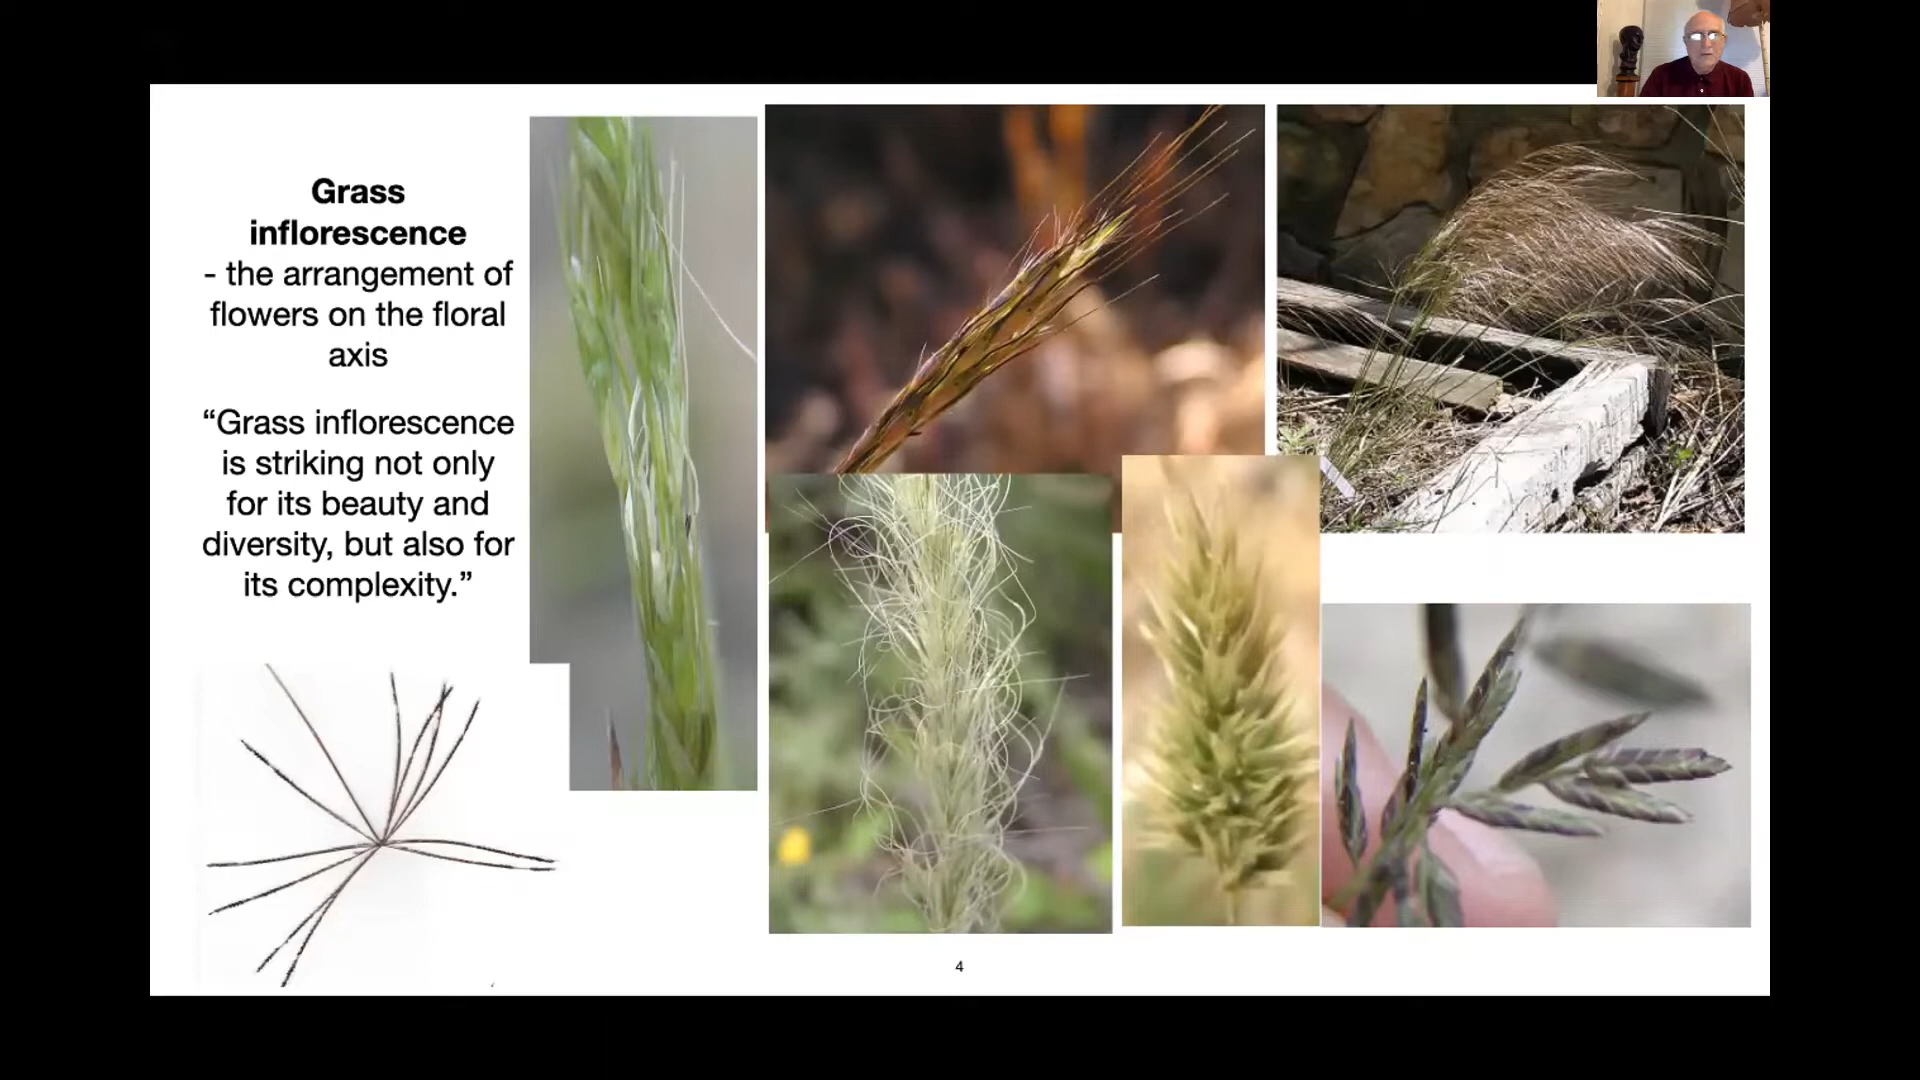 Grass
inflorescence
- the arrangement of
flowers on the floral
axis
“Grass inflorescence
is striking not only
for its beauty and
diversity, but also for
its complexity.”
4